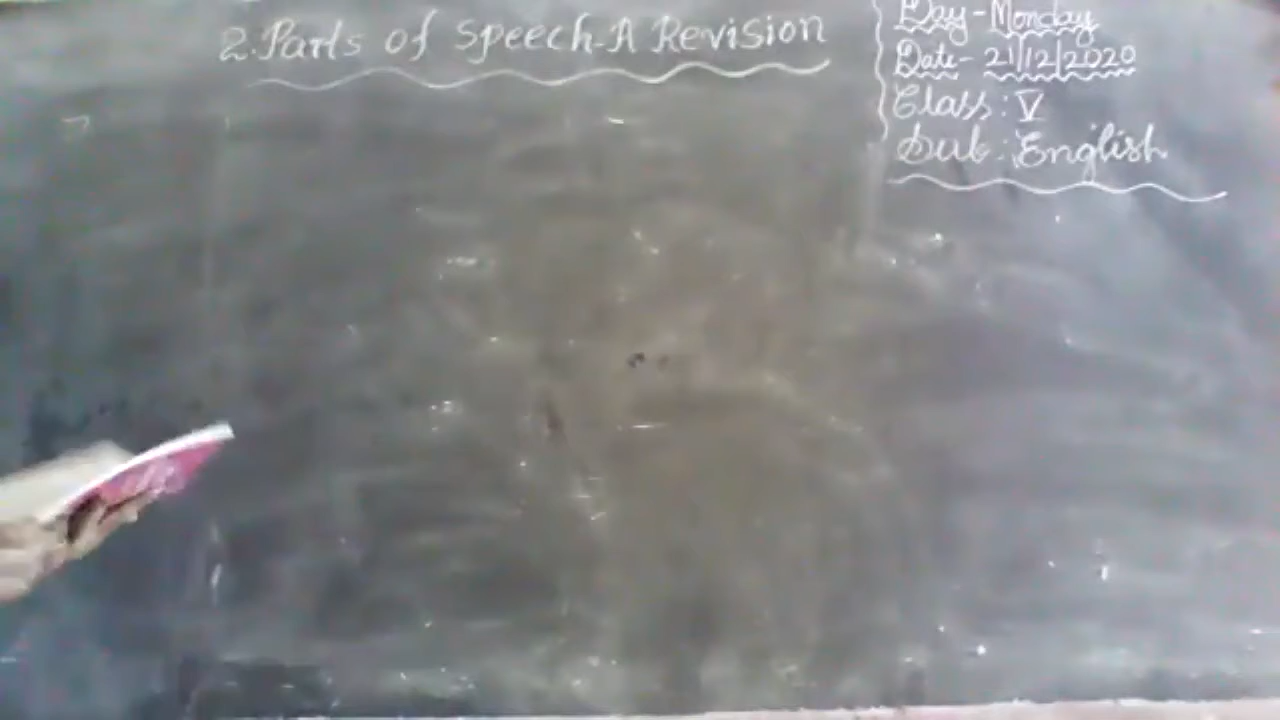 2. Parts of Speech-A Revision
Day-Monday
Date-21/12/2020
Class: V
Sub: English